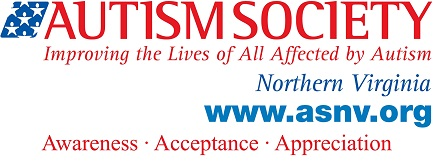 AUTISM SOCIETY
Improving the Lives of All Affected by Autism
Northern Virginia
www.asnv.org
Awareness · Acceptance · Appreciation